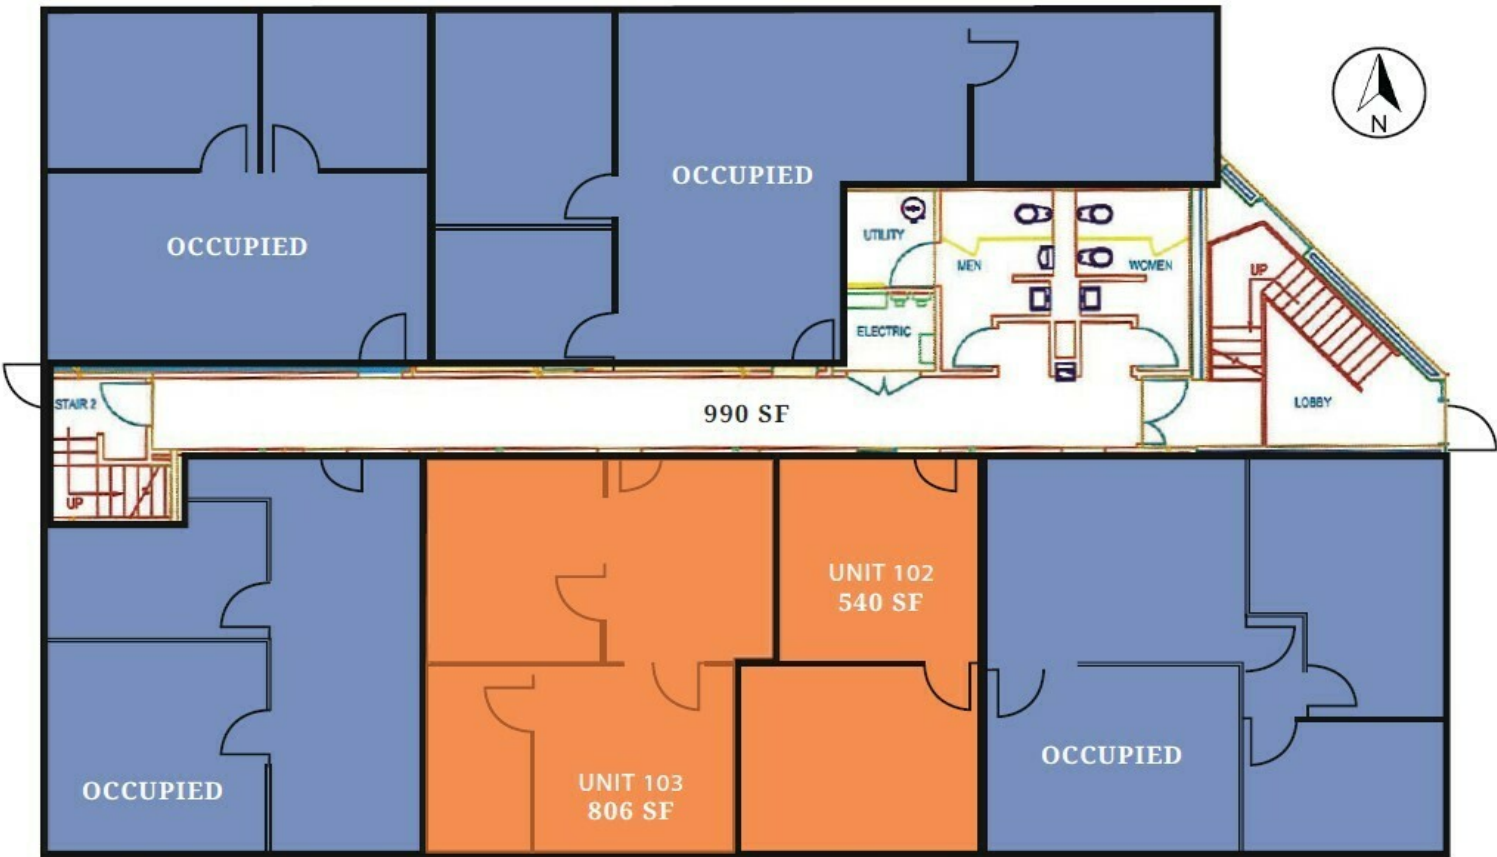 N
OCCUPIED
OCCUPIED
UTILITY
MEN
WOMEN
UP
ELECTRIC
STAIR 2
990 SF
LOBBY
UP
UNIT 102
540 SF
UNIT 103
806 SF
OCCUPIED
OCCUPIED